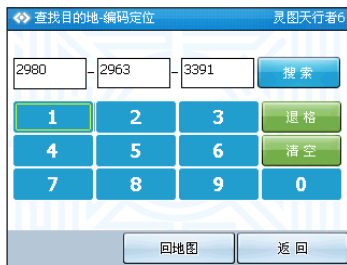 查找目的地-编码定位 灵图天行者6
2980 - 2963 - 3391 搜索
1 2 3 退格
4 5 6 清空
7 8 9 0
回地图 返回